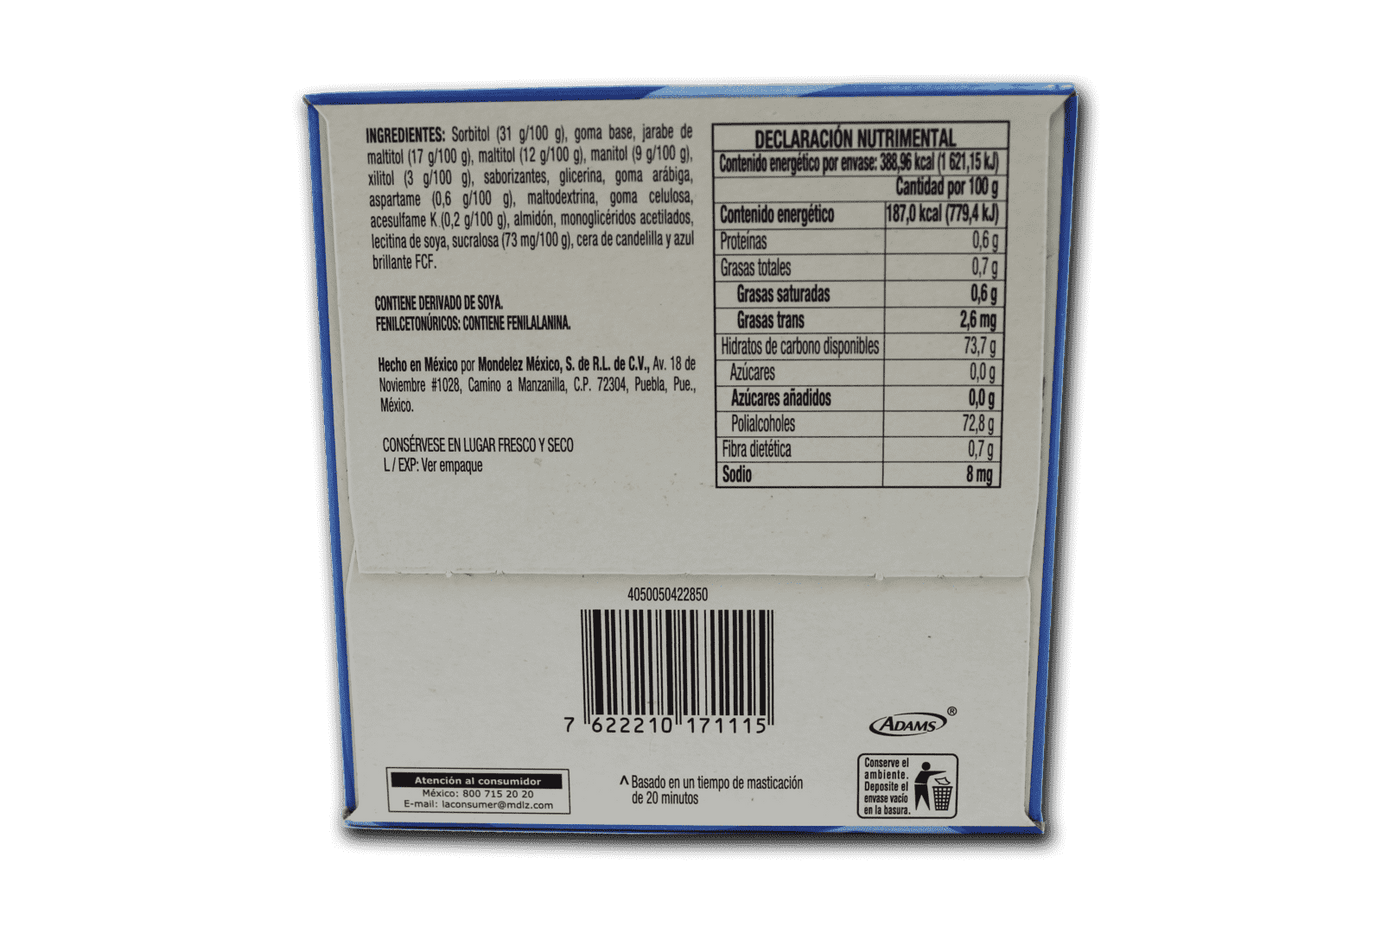 INGREDIENTES: Sorbitol (31 g/100 g), goma base, jarabe de
maltitol (17 g/100 g), maltitol (12 g/100 g), manitol (9 g/100 g),
xilitol (3 g/100 g), saborizantes, glicerina, goma arábiga,
aspartame (0,6 g/100 g), maltodextrina, goma celulosa,
acesulfame K (0,2 g/100 g), almidón, monoglicéridos acetilados,
lecitina de soya, sucralosa (73 mg/100 g), cera de candelilla y azul
brillante FCF.
CONTIENE DERIVADO DE SOYA.
FENILCETONÚRICOS: CONTIENE FENILALANINA.
Hecho en México por Mondelez México, S. de R.L. de C.V., Av. 18 de
Noviembre #1028, Camino a Manzanilla, C.P. 72304, Puebla, Pue.,
México.
CONSÉRVESE EN LUGAR FRESCO Y SECO
L / EXP: Ver empaque
DECLARACIÓN NUTRIMENTAL
Contenido energético por envase: 388,96 kcal (1 621,15 kJ)
Cantidad por 100 g
Contenido energético 187,0 kcal (779,4 kJ)
Proteínas 0,6 g
Grasas totales 0,7 g
Grasas saturadas 0,6 g
Grasas trans 2,6 mg
Hidratos de carbono disponibles 73,7 g
Azúcares 0,0 g
Azúcares añadidos 0,0 g
Polialcoholes 72,8 g
Fibra dietética 0,7 g
Sodio 8 mg
4050050422850
7 622210 171115
ADAMS®
Atención al consumidor
México: 800 715 20 20
E-mail: laconsumer@mdlz.com
^ Basado en un tiempo de masticación
de 20 minutos
Conserve el
ambiente.
Deposite el
envase vacío
en la basura.